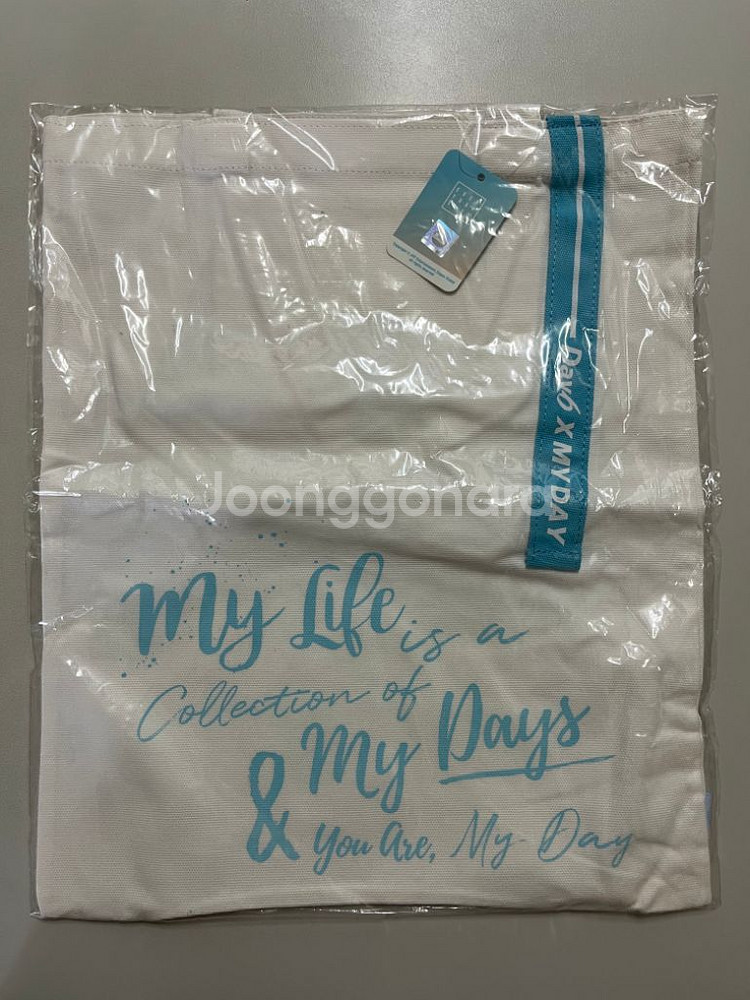 Day6 X MYDAY
Joonggonara
My Life is a
Collection of
My Days
& You Are, My Day